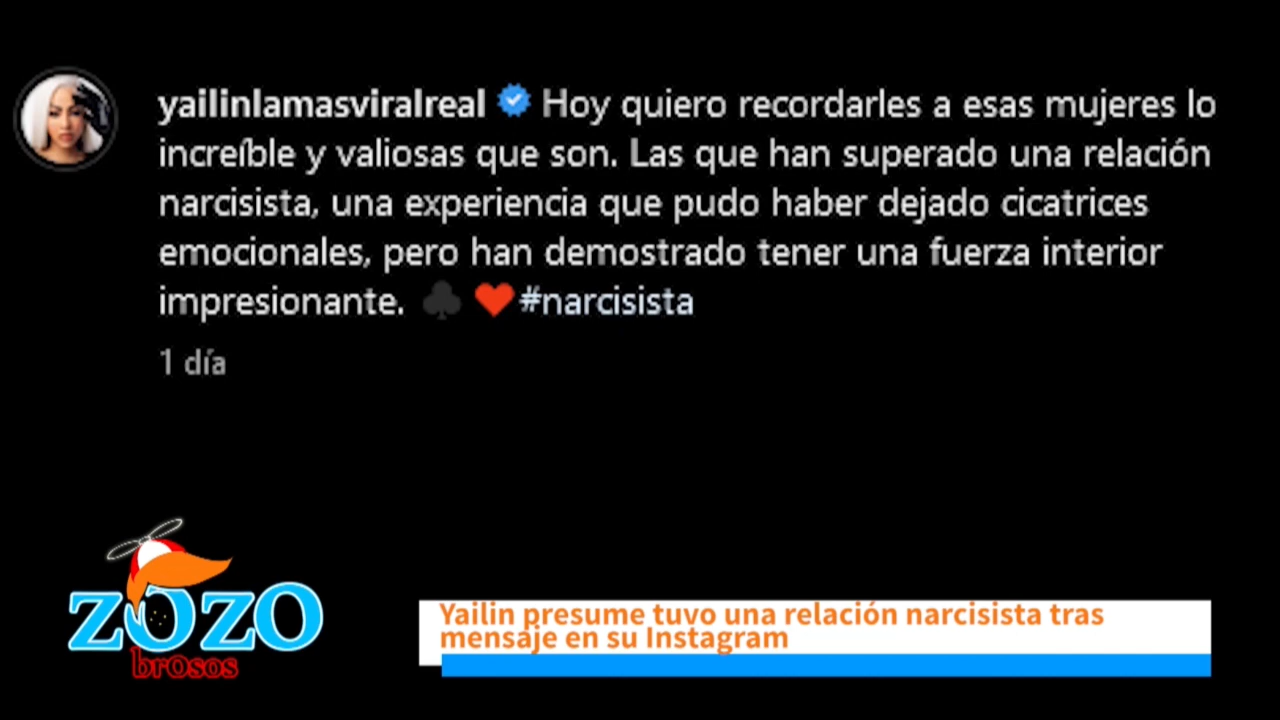 yailinlamasviralreal Hoy quiero recordarles a esas mujeres lo
increíble y valiosas que son. Las que han superado una relación
narcisista, una experiencia que pudo haber dejado cicatrices
emocionales, pero han demostrado tener una fuerza interior
impresionante. ♣️ ❤️#narcisista
1 día
zOzO
brOsos
Yailin presume tuvo una relación narcisista tras
mensaje en su Instagram